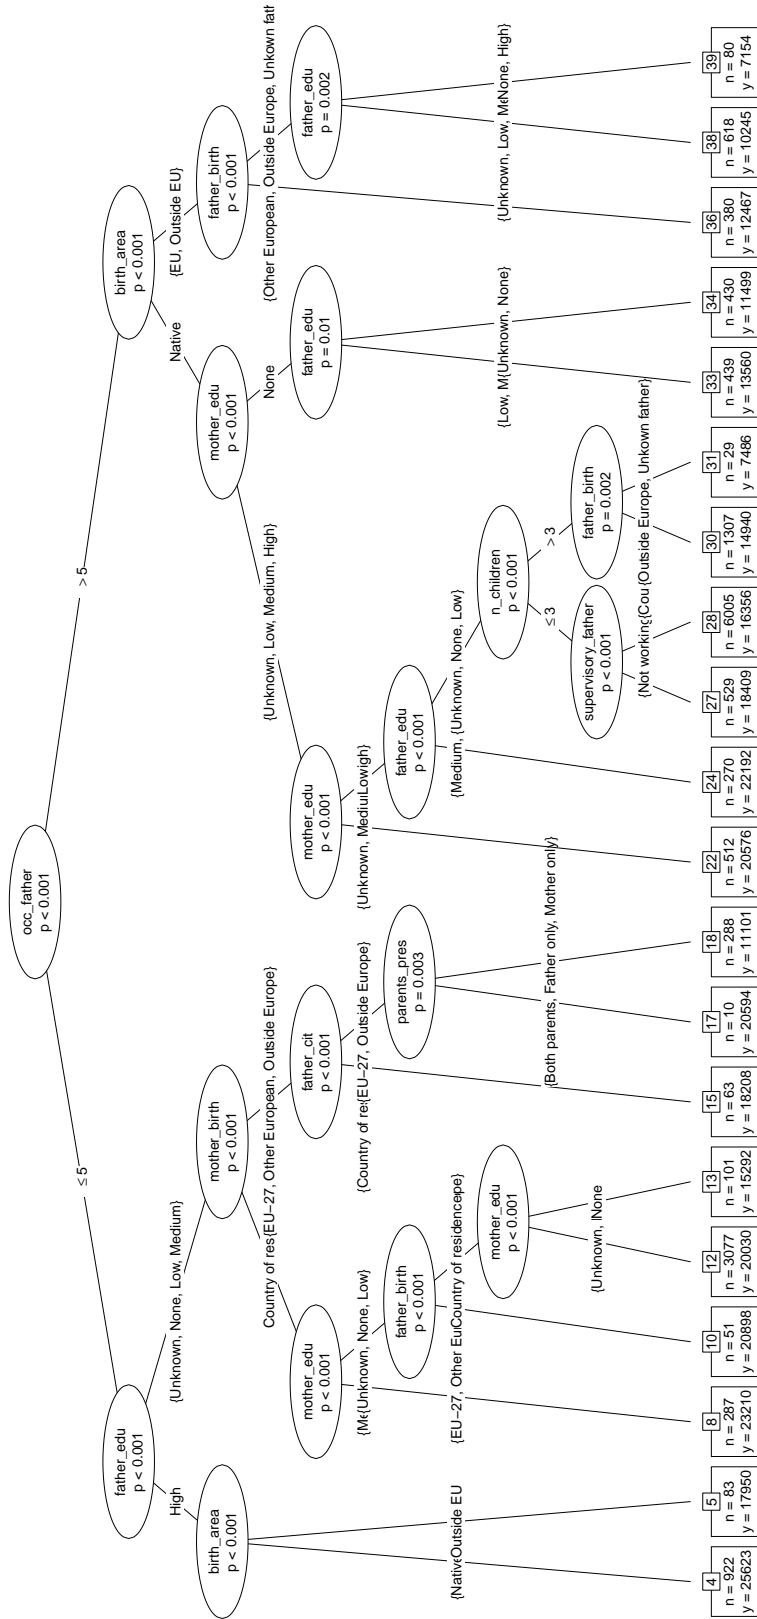 occ_father
p < 0.001
≤ 5
> 5
father_edu
p < 0.001
High
{Unknown, None, Low, Medium}
birth_area
p < 0.001
Native
{EU, Outside EU}
birth_area
p < 0.001
mother_birth
p < 0.001
mother_edu
p < 0.001
father_birth
p < 0.001
{Native
Outside EU
Country of res
{EU−27, Other European, Outside Europe}
{Unknown, Low, Medium, High}
None
{Other European, Outside Europe, Unkown fath
mother_edu
p < 0.001
father_cit
p < 0.001
mother_edu
p < 0.001
father_edu
p = 0.01
father_edu
p = 0.002
{Unknown, None, Low}
{Country of re
{EU−27, Outside Europe}
{Unknown, Mediu
Low
{Low, M
{Unknown, None}
{Unknown, Low, Me
None, High}
father_birth
p < 0.001
parents_pres
p = 0.003
father_edu
p < 0.001
{EU−27, Other Eu
Country of residence
{Both parents, Father only, Mother only}
{Medium,
{Unknown, None, Low}
mother_edu
p < 0.001
n_children
p < 0.001
{Unknown,
None
≤ 3
> 3
supervisory_father
p < 0.001
father_birth
p = 0.002
{Not working
{Cou
{Outside Europe, Unkown father}
4
n = 922
y = 25623
5
n = 83
y = 17950
8
n = 287
y = 23210
10
n = 51
y = 20898
12
n = 3077
y = 20030
13
n = 101
y = 15292
15
n = 63
y = 18208
17
n = 10
y = 20594
18
n = 288
y = 11101
22
n = 512
y = 20576
24
n = 270
y = 22192
27
n = 529
y = 18409
28
n = 6005
y = 16356
30
n = 1307
y = 14940
31
n = 29
y = 7486
33
n = 439
y = 13560
34
n = 430
y = 11499
36
n = 380
y = 12467
38
n = 618
y = 10245
39
n = 80
y = 7154